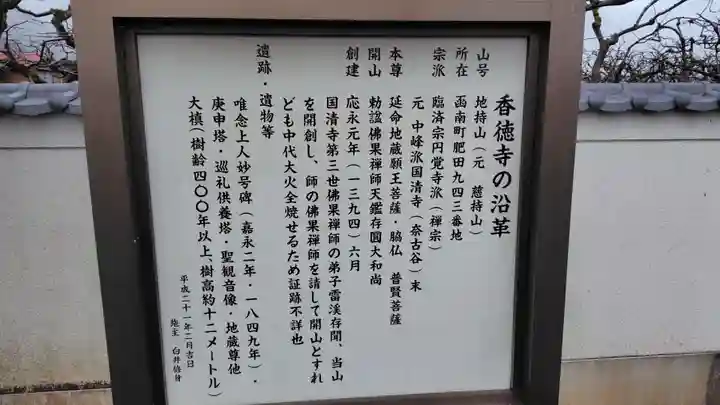 香徳寺の沿革
山号 地持山(元 慈持山)
所在 函南町肥田九四三番地
宗派 臨済宗円覚寺派(禅宗)
元 中峰派国清寺(奈古谷)末
本尊 延命地蔵願王菩薩・脇仏 普賢菩薩
開山 勅諡佛果禅師天鑑存圓大和尚
創建 応永元年(一三九四)六月
国清寺第三世佛果禅師の弟子雷渓存聞、当山
を開創し、師の佛果禅師を請して開山とすれ
ども中代大火全焼せるため証跡不詳也
遺跡・遺物等
唯念上人妙号碑(嘉永二年・一八四九年)・
庚申塔・巡礼供養塔・聖観音像・地蔵尊他
大槙(樹齢四〇〇年以上、樹高約十二メートル)
平成二十一年二月吉日
施主 白井